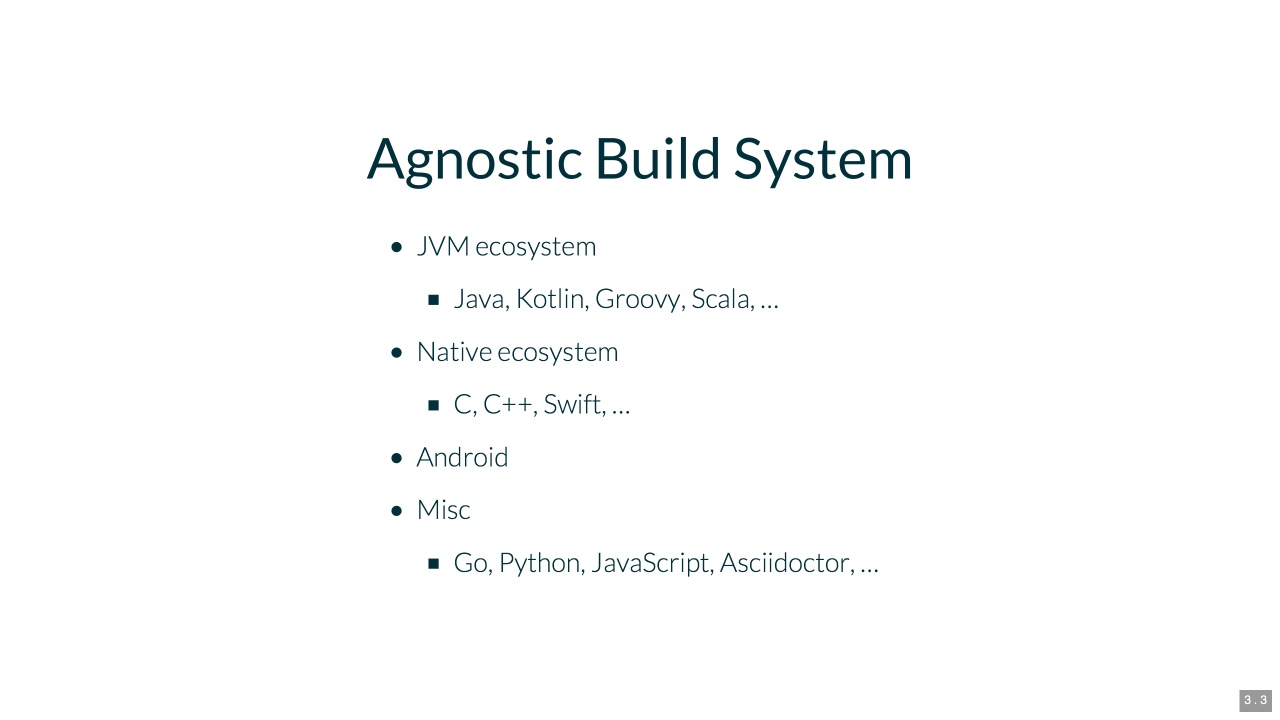 Agnostic Build System
• JVM ecosystem
▪ Java, Kotlin, Groovy, Scala, …
• Native ecosystem
▪ C, C++, Swift, …
• Android
• Misc
▪ Go, Python, JavaScript, Asciidoctor, …
3.3